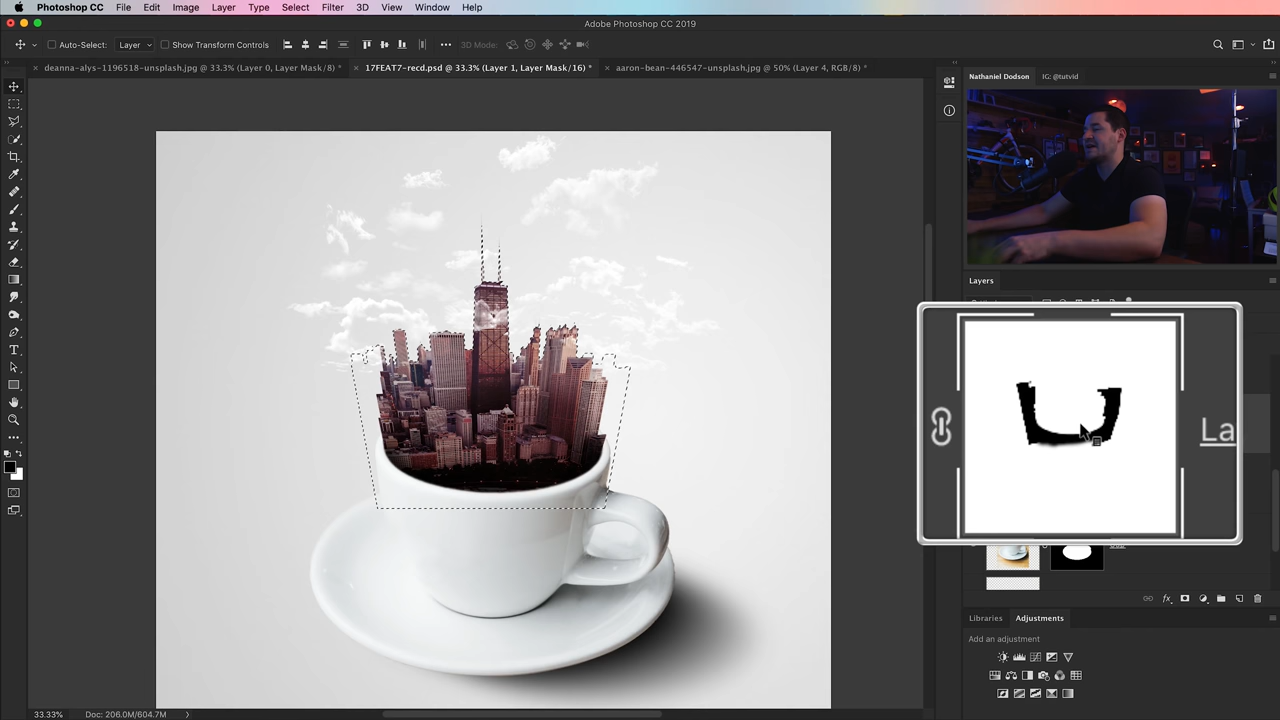 Photoshop CC File Edit Image Layer Type Select Filter 3D View Window Help
Adobe Photoshop CC 2019
Auto-Select: Layer Show Transform Controls 3D Mode:
deanna-alys-1196518-unsplash.jpg @ 33.3% (Layer 0, Layer Mask/8) * 17FEAT7-recd.psd @ 33.3% (Layer 1, Layer Mask/16) * aaron-bean-446547-unsplash.jpg @ 50% (Layer 4, RGB/8) *
Nathaniel Dodson IG: @tutvid
Layers
La
Libraries Adjustments
Add an adjustment
33.33% Doc: 206.0M/604.7M